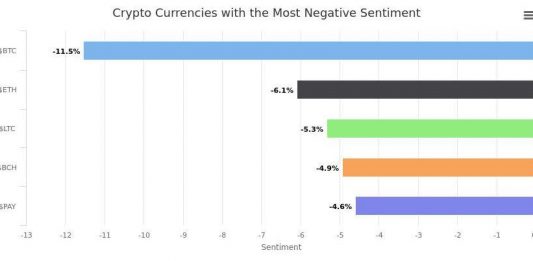 Crypto Currencies with the Most Negative Sentiment
$BTC
-11.5%
$ETH
-6.1%
$LTC
-5.3%
$BCH
-4.9%
$PAY
-4.6%
-13 -12 -11 -10 -9 -8 -7 -6 -5 -4 -3 -2 -1 0
Sentiment